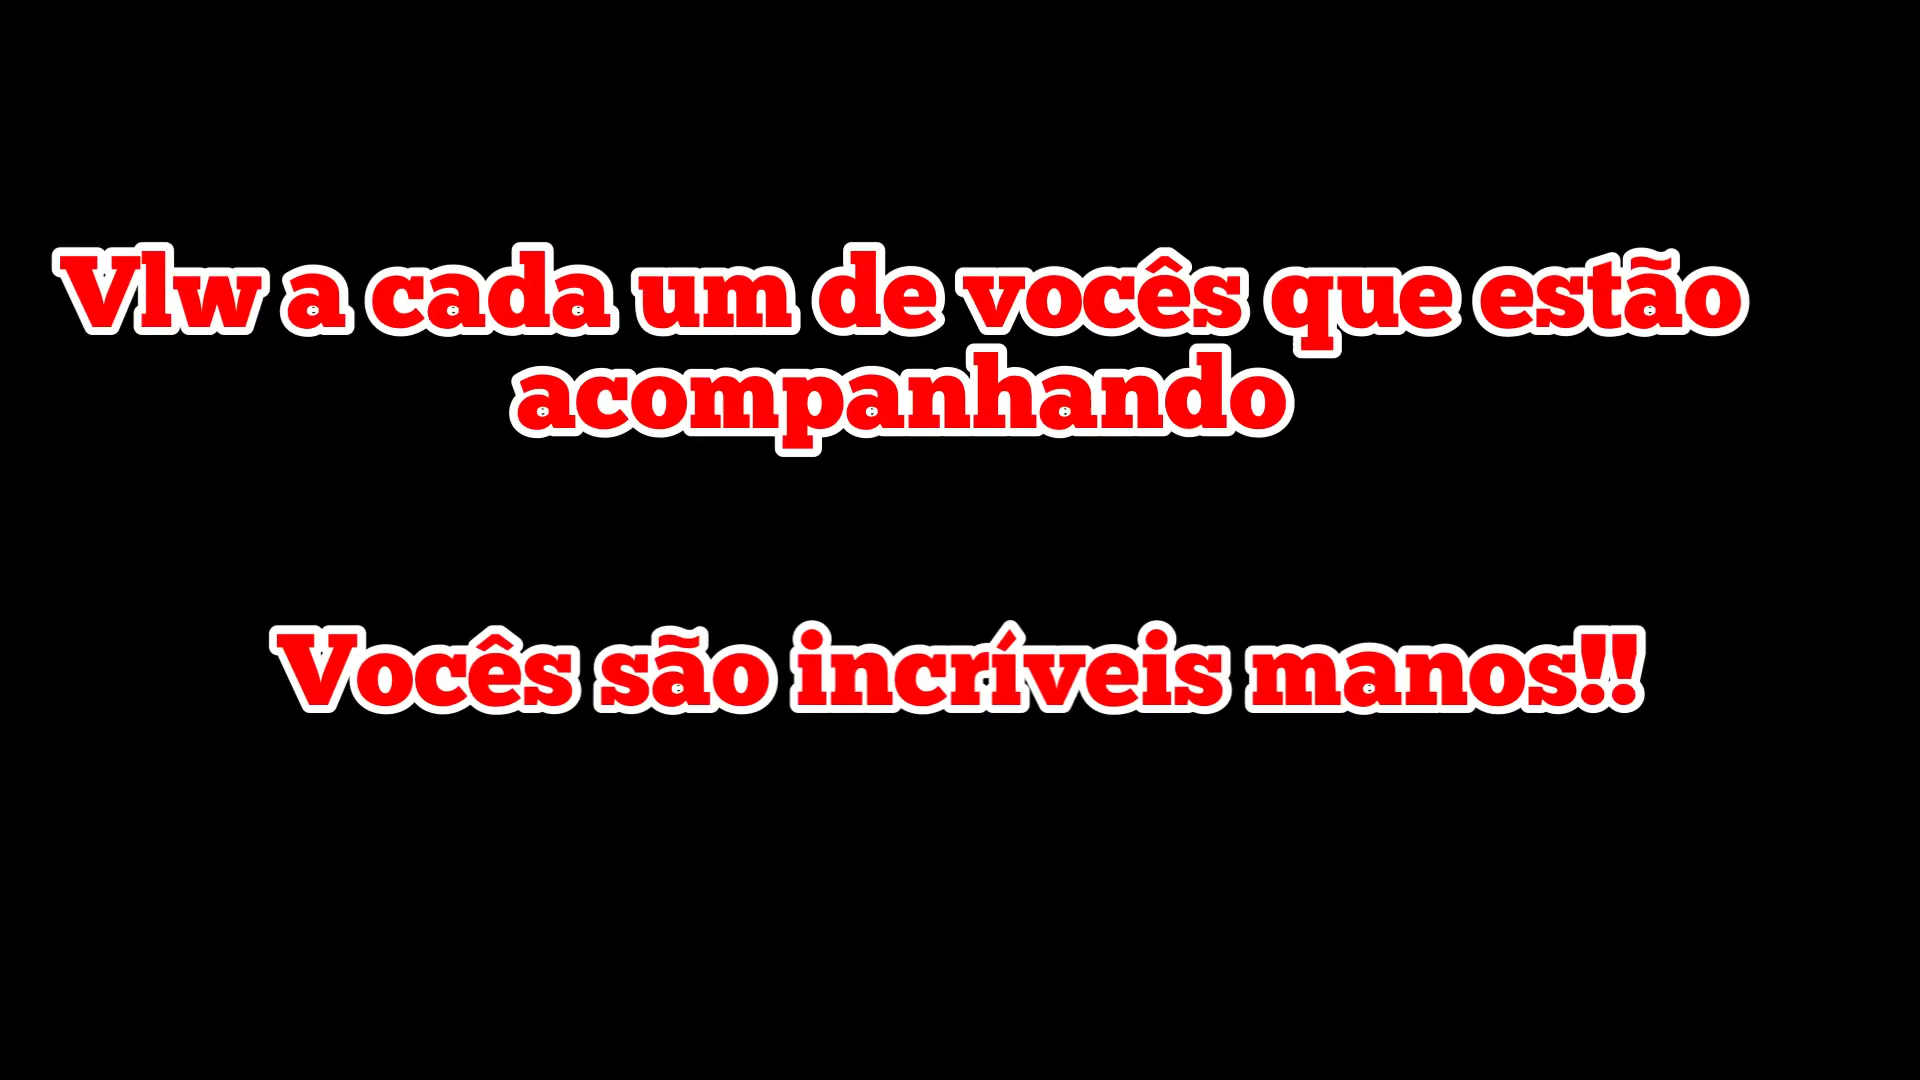 Vlw a cada um de vocês que estão
acompanhando
Vocês são incríveis manos!!